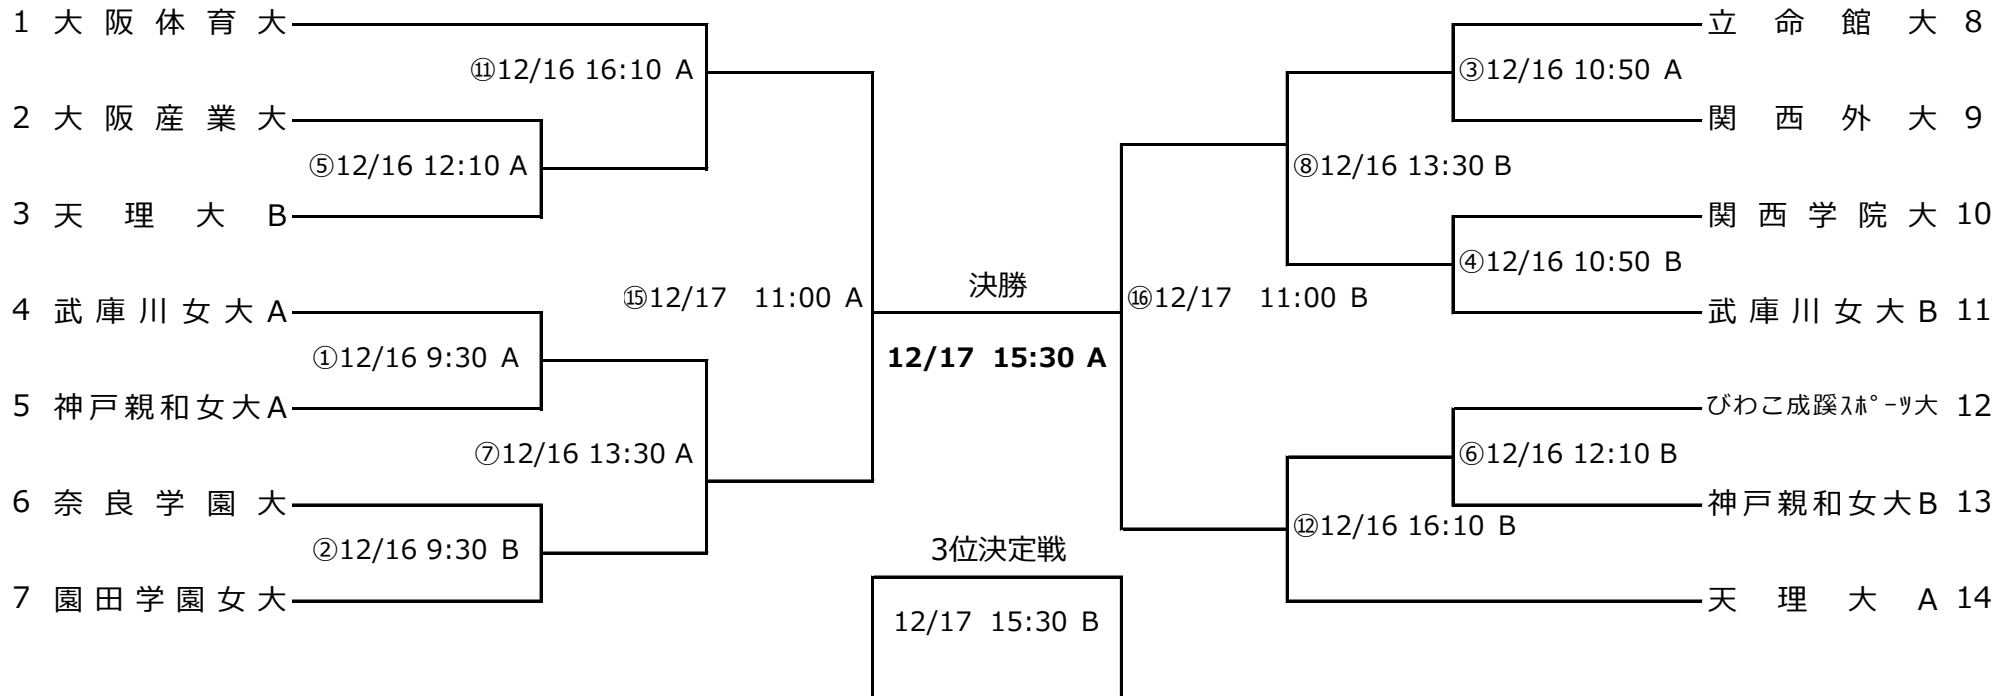 1 大阪体育大
立命館大 8
⑪12/16 16:10 A
③12/16 10:50 A
2 大阪産業大
関西外大 9
⑤12/16 12:10 A
⑧12/16 13:30 B
3 天理大B
関西学院大 10
④12/16 10:50 B
決勝
⑮12/17 11:00 A
⑯12/17 11:00 B
4 武庫川女大A
武庫川女大B 11
①12/16 9:30 A
12/17 15:30 A
5 神戸親和女大A
びわこ成蹊ｽﾎﾟｰﾂ大 12
⑦12/16 13:30 A
⑥12/16 12:10 B
6 奈良学園大
神戸親和女大B 13
⑫12/16 16:10 B
②12/16 9:30 B
3位決定戦
7 園田学園女大
天理大A 14
12/17 15:30 B